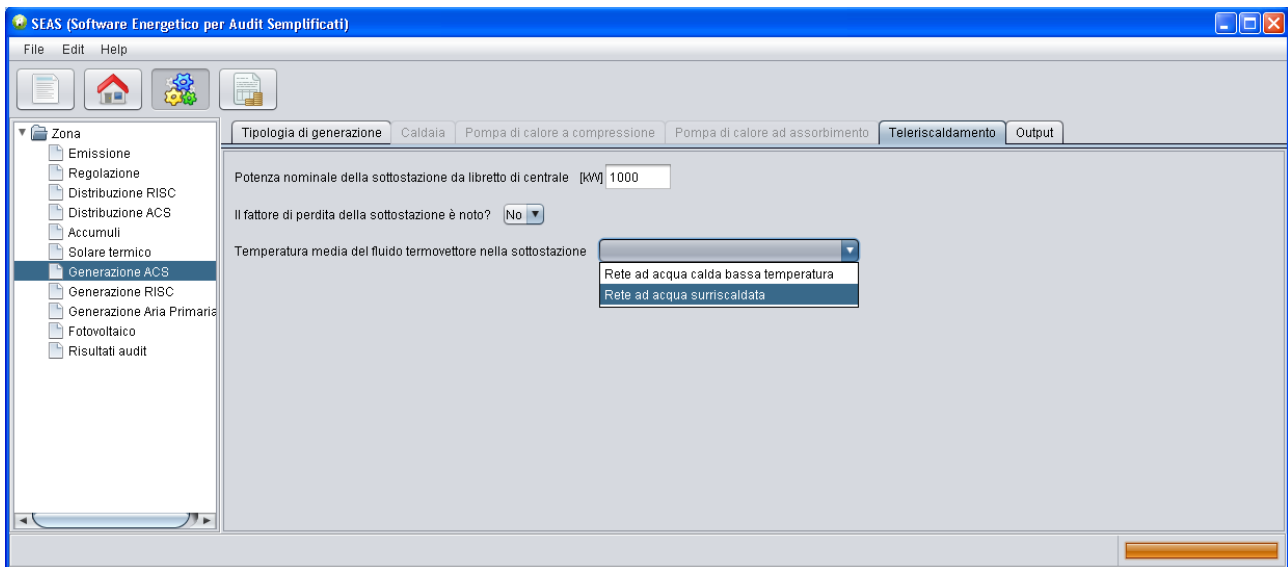 SEAS (Software Energetico per Audit Semplificati)
File Edit Help
Zona
Emissione
Regolazione
Distribuzione RISC
Distribuzione ACS
Accumuli
Solare termico
Generazione ACS
Generazione RISC
Generazione Aria Primaria
Fotovoltaico
Risultati audit
Tipologia di generazione Caldaia Pompa di calore a compressione Pompa di calore ad assorbimento Teleriscaldamento Output
Potenza nominale della sottostazione da libretto di centrale [kW] 1000
Il fattore di perdita della sottostazione è noto? No
Temperatura media del fluido termovettore nella sottostazione
Rete ad acqua calda bassa temperatura
Rete ad acqua surriscaldata